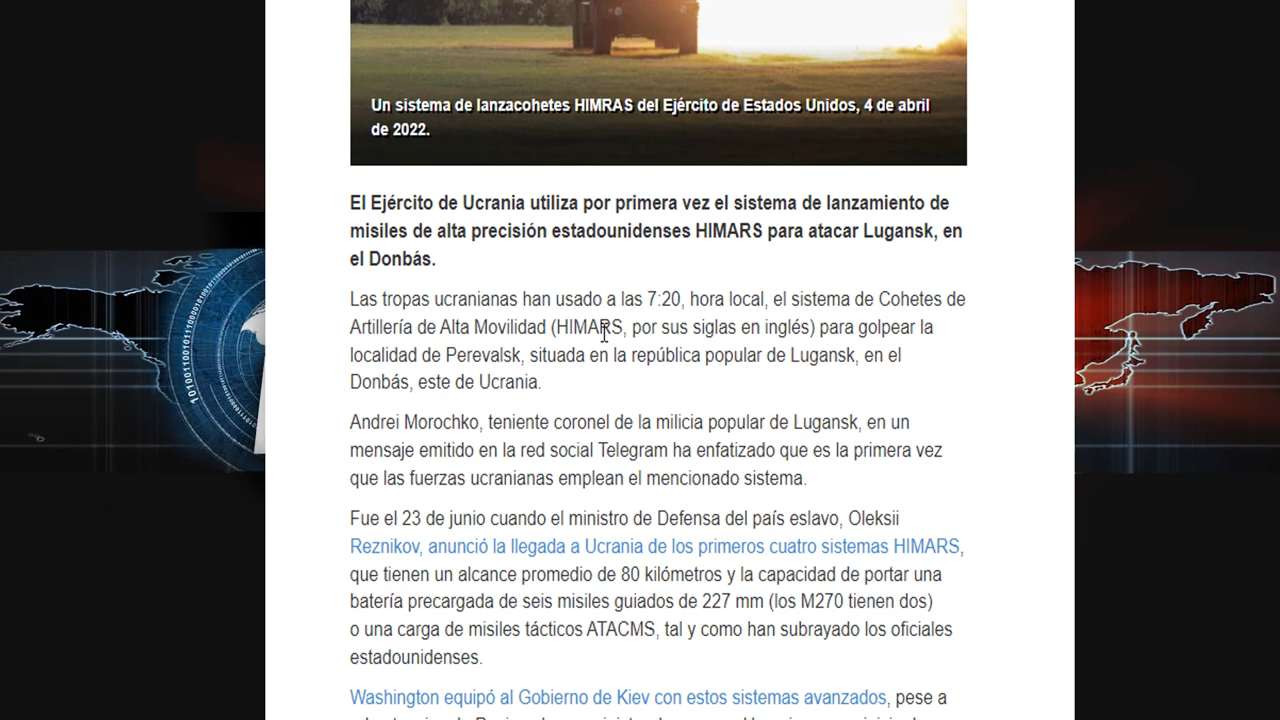 Un sistema de lanzacohetes HIMRAS del Ejército de Estados Unidos, 4 de abril
de 2022.
El Ejército de Ucrania utiliza por primera vez el sistema de lanzamiento de
misiles de alta precisión estadounidenses HIMARS para atacar Lugansk, en
el Donbás.
Las tropas ucranianas han usado a las 7:20, hora local, el sistema de Cohetes de
Artillería de Alta Movilidad (HIMARS, por sus siglas en inglés) para golpear la
localidad de Perevalsk, situada en la república popular de Lugansk, en el
Donbás, este de Ucrania.
Andrei Morochko, teniente coronel de la milicia popular de Lugansk, en un
mensaje emitido en la red social Telegram ha enfatizado que es la primera vez
que las fuerzas ucranianas emplean el mencionado sistema.
Fue el 23 de junio cuando el ministro de Defensa del país eslavo, Oleksii
Reznikov, anunció la llegada a Ucrania de los primeros cuatro sistemas HIMARS,
que tienen un alcance promedio de 80 kilómetros y la capacidad de portar una
batería precargada de seis misiles guiados de 227 mm (los M270 tienen dos)
o una carga de misiles tácticos ATACMS, tal y como han subrayado los oficiales
estadounidenses.
Washington equipó al Gobierno de Kiev con estos sistemas avanzados, pese a